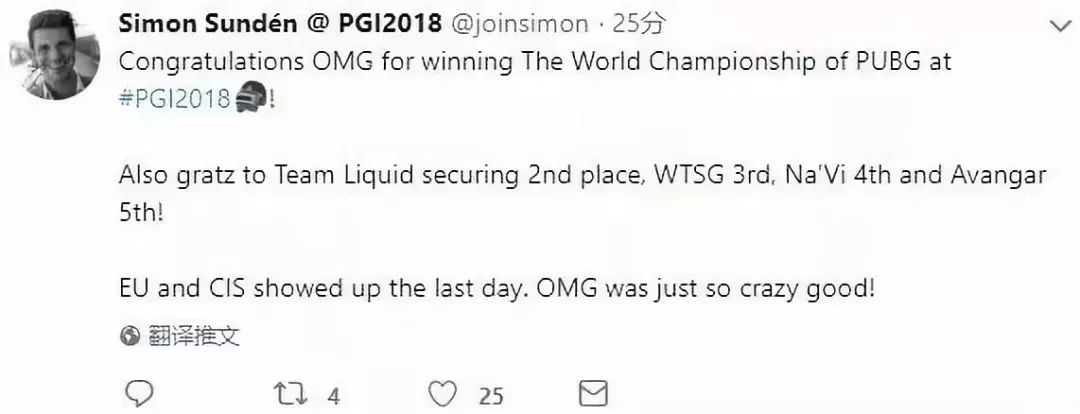 Simon Sundén @ PGI2018 @joinsimon · 25分
Congratulations OMG for winning The World Championship of PUBG at
#PGI2018!
Also gratz to Team Liquid securing 2nd place, WTSG 3rd, Na'Vi 4th and Avangar
5th!
EU and CIS showed up the last day. OMG was just so crazy good!
翻译推文
4 25